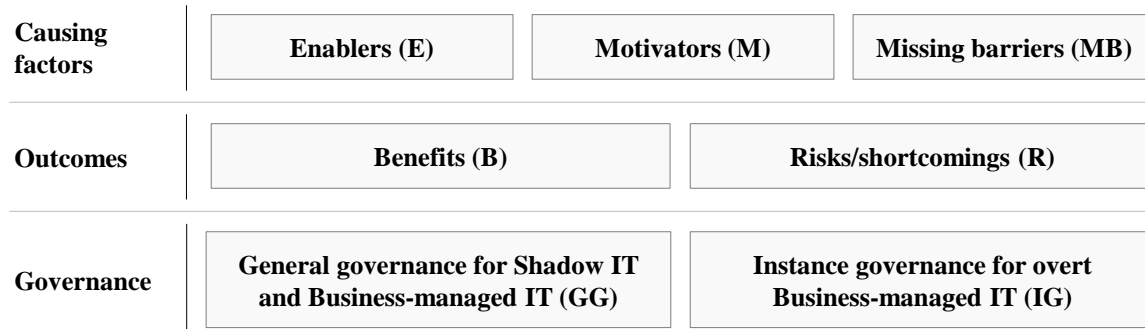 Causing
factors
Enablers (E)
Motivators (M)
Missing barriers (MB)
Outcomes
Benefits (B)
Risks/shortcomings (R)
Governance
General governance for Shadow IT
and Business-managed IT (GG)
Instance governance for overt
Business-managed IT (IG)